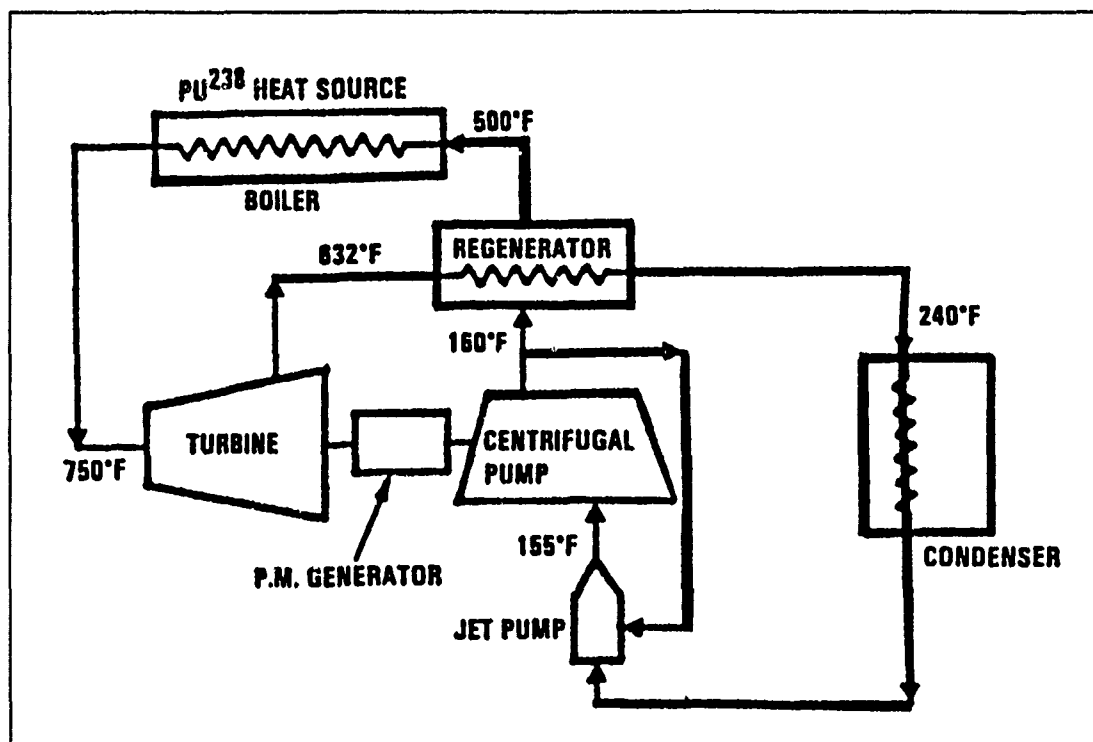 PU238 HEAT SOURCE
500°F
BOILER
REGENERATOR
632°F
240°F
160°F
TURBINE
CENTRIFUGAL
PUMP
750°F
155°F
CONDENSER
P.M. GENERATOR
JET PUMP